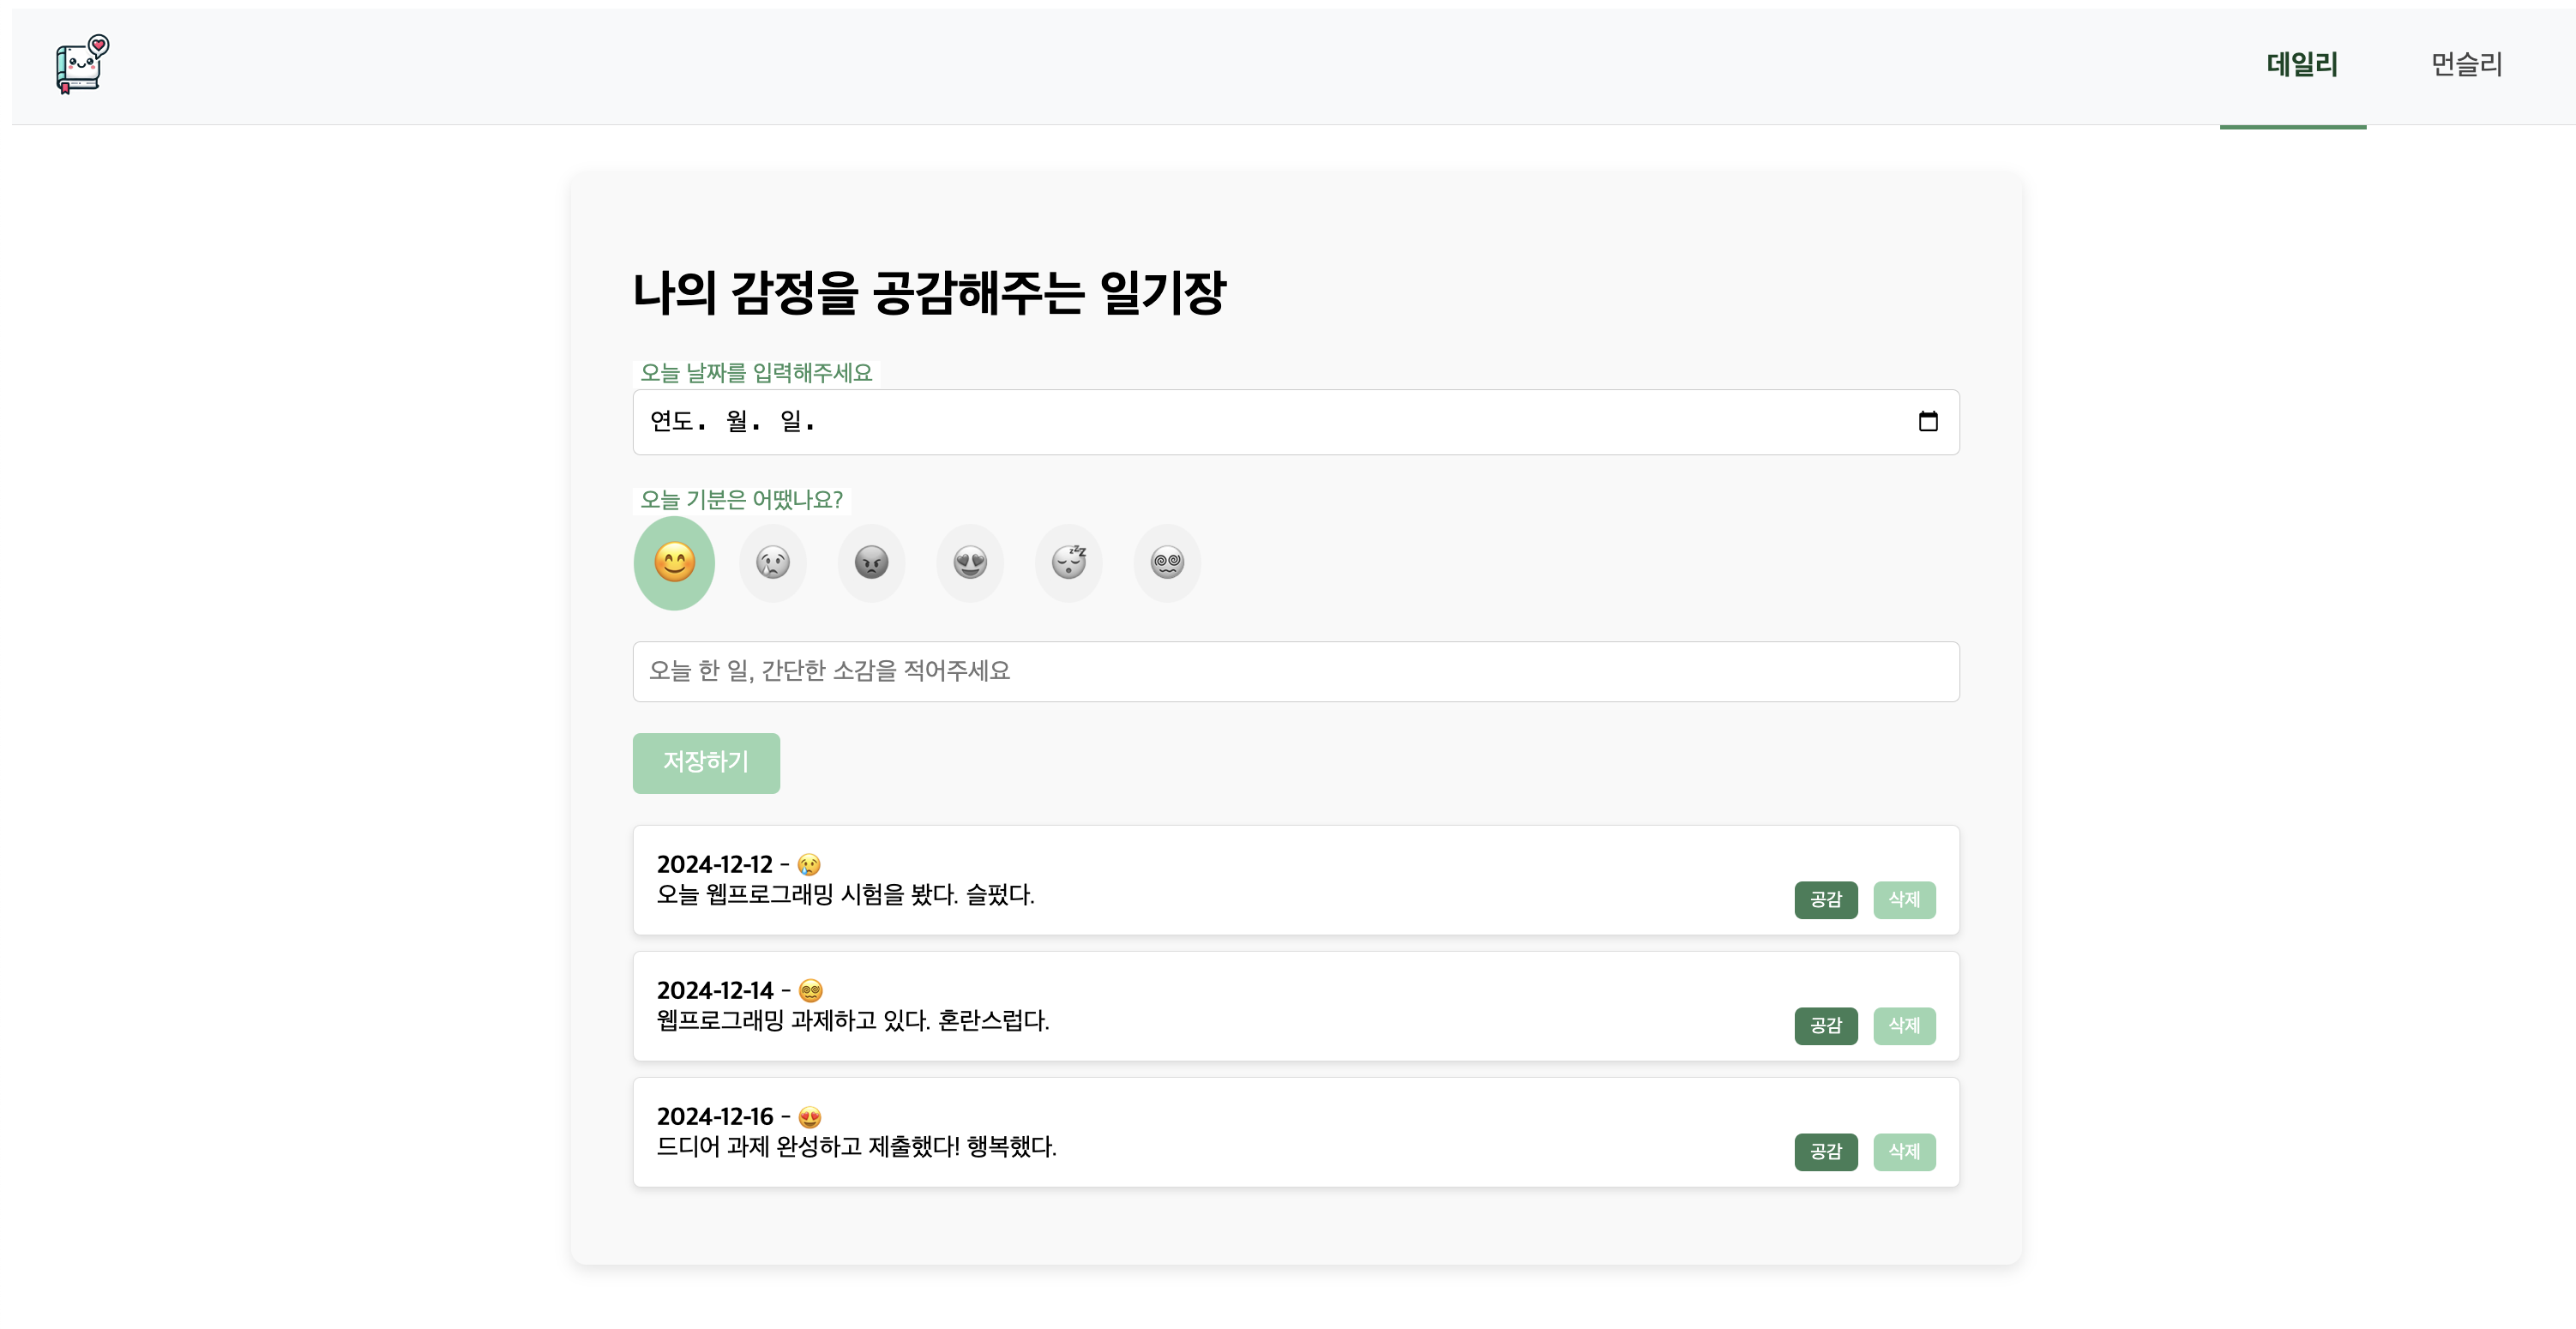 데일리 먼슬리
나의 감정을 공감해주는 일기장
오늘 날짜를 입력해주세요
연도. 월. 일.
오늘 기분은 어땠나요?
오늘 한 일, 간단한 소감을 적어주세요
저장하기
2024-12-12 - 😢
오늘 웹프로그래밍 시험을 봤다. 슬펐다.
공감 삭제
2024-12-14 - 😵‍💫
웹프로그래밍 과제하고 있다. 혼란스럽다.
공감 삭제
2024-12-16 - 😍
드디어 과제 완성하고 제출했다! 행복했다.
공감 삭제